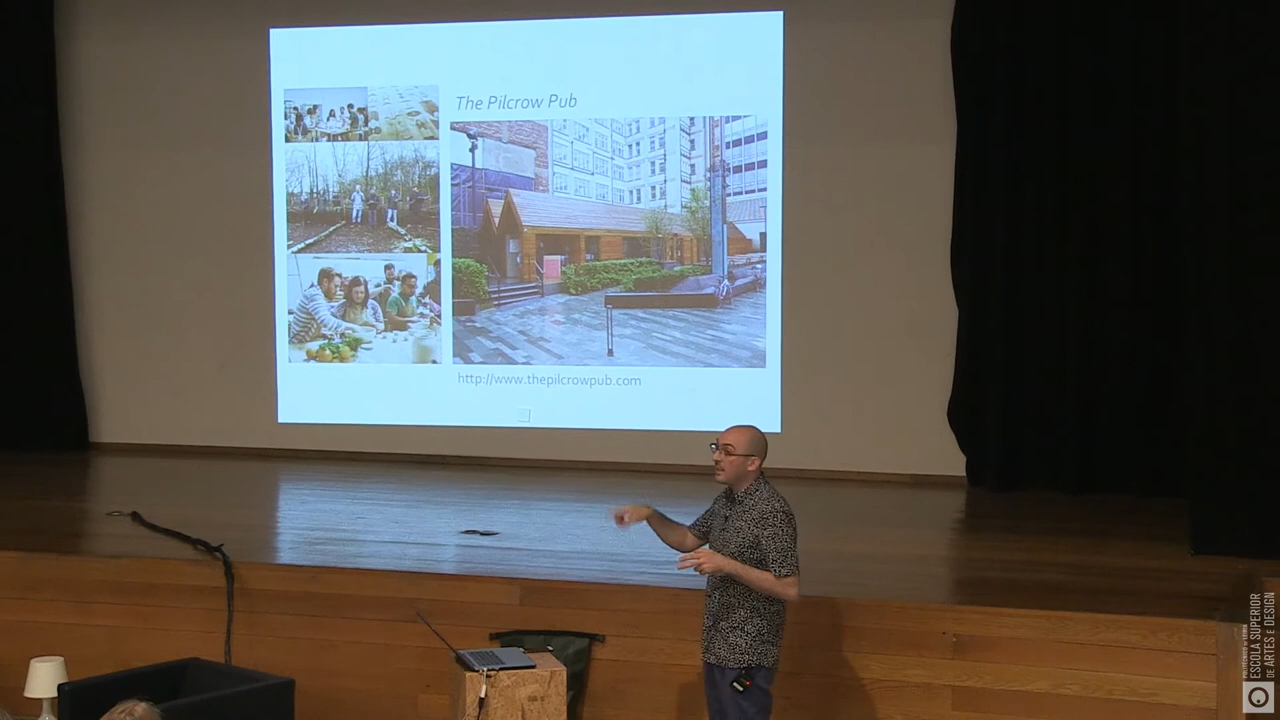 The Pilcrow Pub
http://www.thepilcrowpub.com
ESCOLA SUPERIOR
DE ARTES E DESIGN